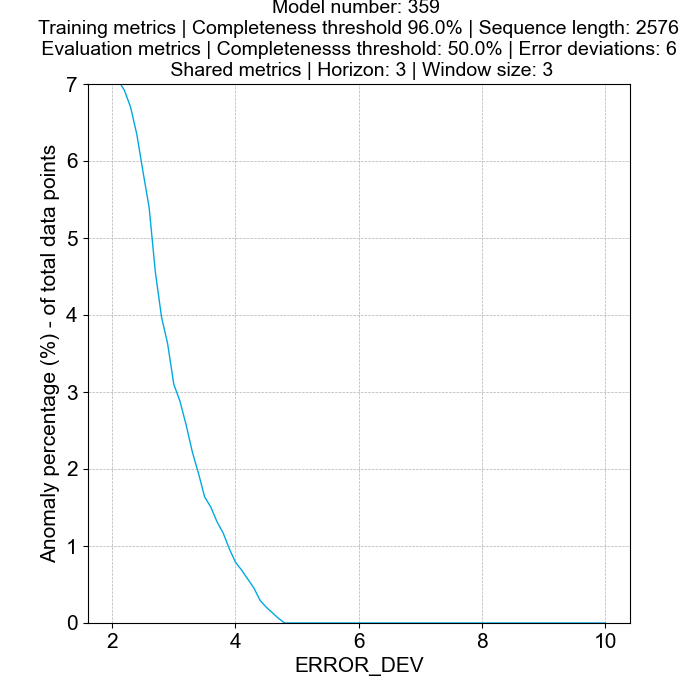 Model number: 359
Training metrics | Completeness threshold 96.0% | Sequence length: 2576
Evaluation metrics | Completenesss threshold: 50.0% | Error deviations: 6
Shared metrics | Horizon: 3 | Window size: 3
Anomaly percentage (%) - of total data points
7
6
5
4
3
2
1
0
2 4 6 8 10
ERROR_DEV